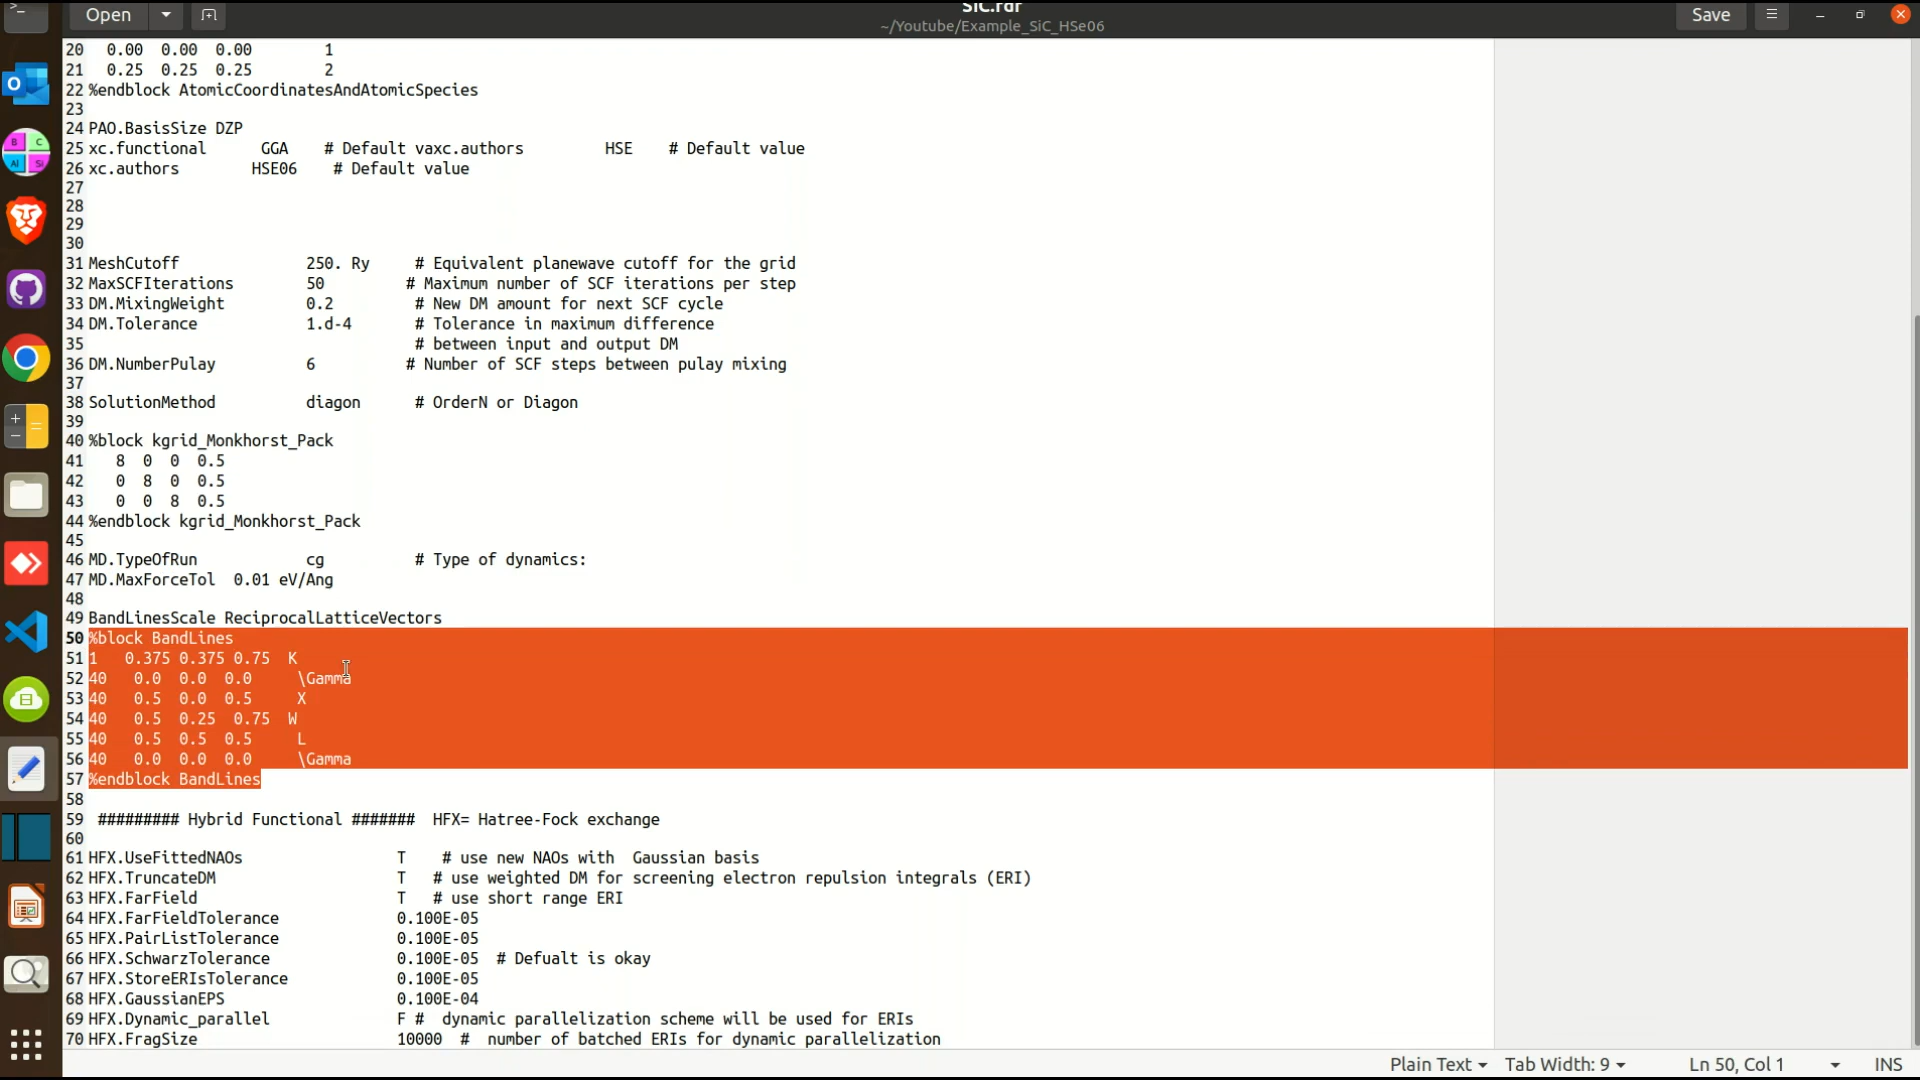 Open
SiC.fdf
~/Youtube/Example_SiC_HSe06
Save
20 0.00 0.00 0.00 1
21 0.25 0.25 0.25 2
22 %endblock AtomicCoordinatesAndAtomicSpecies
23
24 PAO.BasisSize DZP
25 xc.functional GGA # Default vaxc.authors HSE # Default value
26 xc.authors HSE06 # Default value
27
28
29
30
31 MeshCutoff 250. Ry # Equivalent planewave cutoff for the grid
32 MaxSCFIterations 50 # Maximum number of SCF iterations per step
33 DM.MixingWeight 0.2 # New DM amount for next SCF cycle
34 DM.Tolerance 1.d-4 # Tolerance in maximum difference
35 # between input and output DM
36 DM.NumberPulay 6 # Number of SCF steps between pulay mixing
37
38 SolutionMethod diagon # OrderN or Diagon
39
40 %block kgrid_Monkhorst_Pack
41 8 0 0 0.5
42 0 8 0 0.5
43 0 0 8 0.5
44 %endblock kgrid_Monkhorst_Pack
45
46 MD.TypeOfRun cg # Type of dynamics:
47 MD.MaxForceTol 0.01 eV/Ang
48
49 BandLinesScale ReciprocalLatticeVectors
50 %block BandLines
51 1 0.375 0.375 0.75 K
52 40 0.0 0.0 0.0 \Gamma
53 40 0.5 0.0 0.5 X
54 40 0.5 0.25 0.75 W
55 40 0.5 0.5 0.5 L
56 40 0.0 0.0 0.0 \Gamma
57 %endblock BandLines
58
59 ######### Hybrid Functional ####### HFX= Hatree-Fock exchange
60
61 HFX.UseFittedNAOs T # use new NAOs with Gaussian basis
62 HFX.TruncateDM T # use weighted DM for screening electron repulsion integrals (ERI)
63 HFX.FarField T # use short range ERI
64 HFX.FarFieldTolerance 0.100E-05
65 HFX.PairListTolerance 0.100E-05
66 HFX.SchwarzTolerance 0.100E-05 # Defualt is okay
67 HFX.StoreERIsTolerance 0.100E-05
68 HFX.GaussianEPS 0.100E-04
69 HFX.Dynamic_parallel F # dynamic parallelization scheme will be used for ERIs
70 HFX.FragSize 10000 # number of batched ERIs for dynamic parallelization
Plain Text Tab Width: 9 Ln 50, Col 1 INS